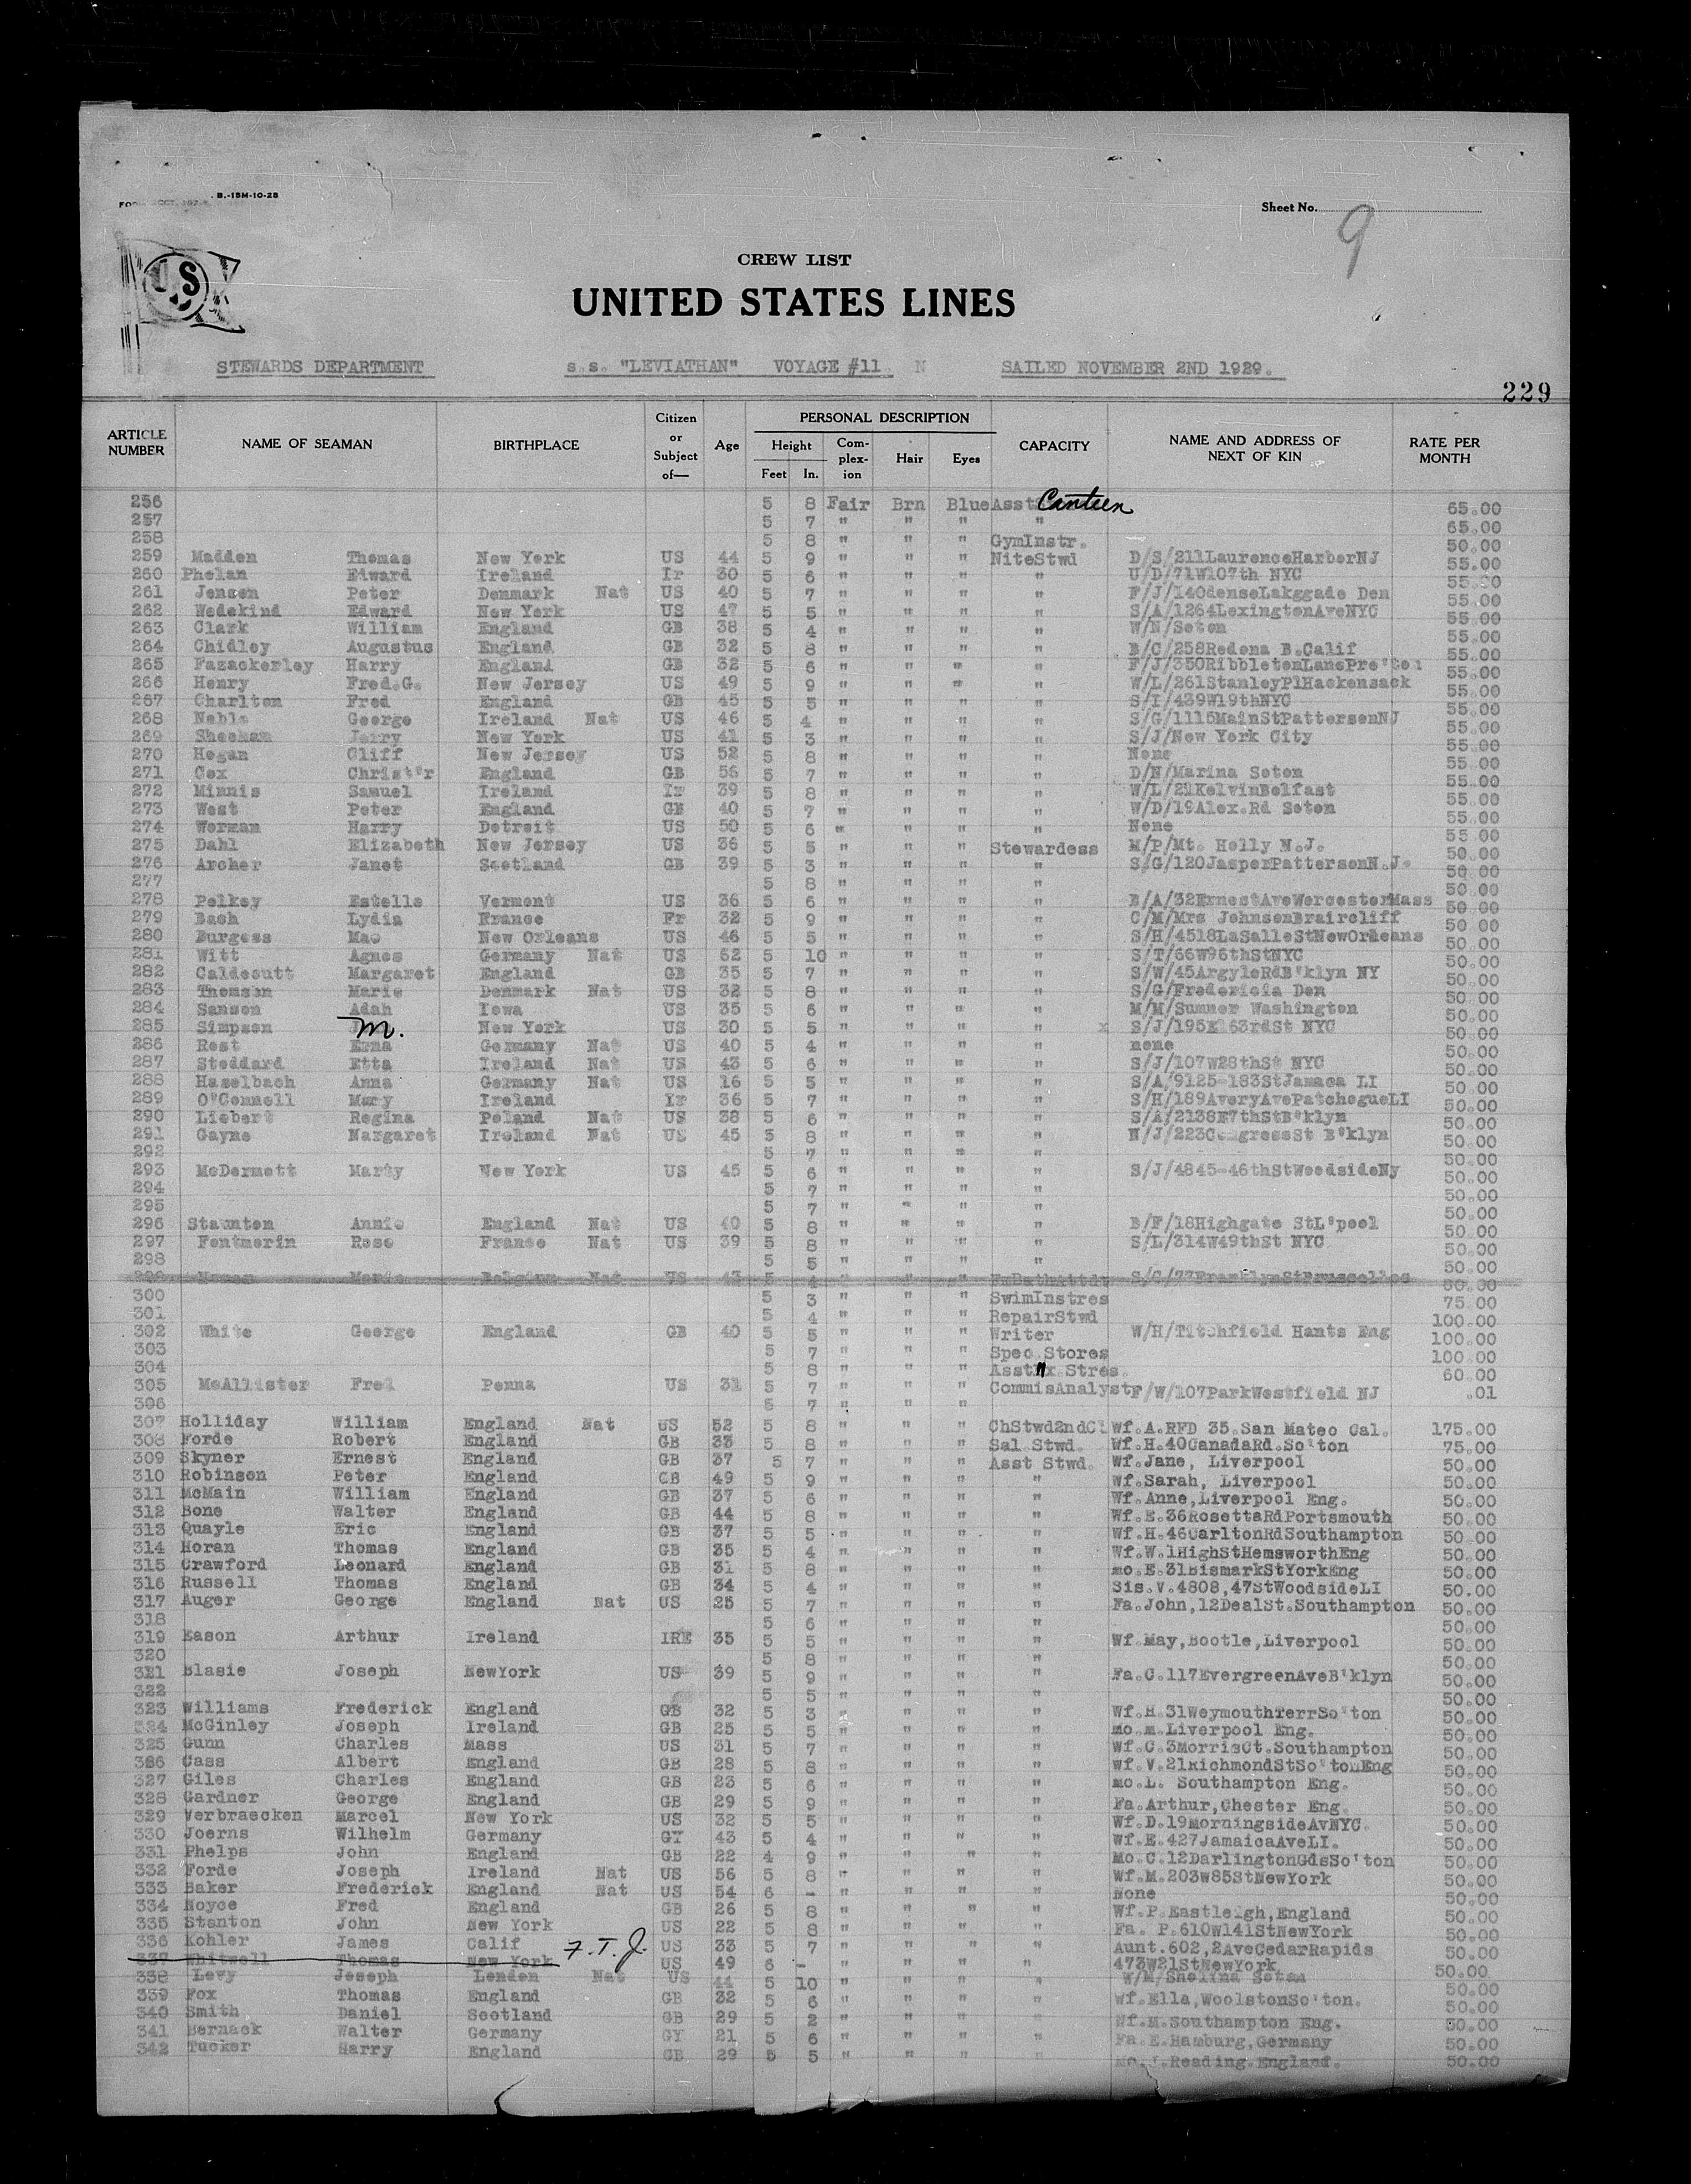 B.-15M-10-28
Sheet No. 9
US
CREW LIST
UNITED STATES LINES
STEWARDS DEPARTMENT s.s. "LEVIATHAN" VOYAGE #11 N SAILED NOVEMBER 2ND 1929.
229
ARTICLE NUMBER NAME OF SEAMAN BIRTHPLACE Citizen or Subject of— Age PERSONAL DESCRIPTION Height Feet In. Com-plex-ion Hair Eyes CAPACITY NAME AND ADDRESS OF NEXT OF KIN RATE PER MONTH
256 5 8 Fair Brn Blue Asst Canteen 65.00
257 5 7 " " " " 65.00
258 5 8 " " " GymInstr. 50.00
259 Madden Thomas New York US 44 5 9 " " " NiteStwd D/S/211LaurenceHarborNJ 55.00
260 Phelan Edward Ireland Ir 30 5 6 " " " " U/D/71W107th NYC 55.00
261 Jensen Peter Denmark Nat US 40 5 7 " " " " F/J/14OdenseLakggade Den 55.00
262 Wedekind Edward New York US 47 5 5 " " " " S/A/1264LexingtonAveNYC 55.00
263 Clark William England GB 38 5 4 " " " " W/N/Soton 55.00
264 Chidley Augustus England GB 32 5 8 " " " " B/C/258Redona B.Calif 55.00
265 Fazackerley Harry England GB 32 5 6 " " " " F/J/350RibbletonLanePre'ton 55.00
266 Henry Fred.G. New Jersey US 49 5 9 " " " " W/L/261StanleyPlHackensack 55.00
267 Charlton Fred England GB 45 5 5 " " " " S/I/439W19thNYC 55.00
268 Noble George Ireland Nat US 46 5 4 " " " " S/G/1115MainStPattersonNJ 55.00
269 Sheehan Jerry New York US 41 5 3 " " " " S/J/New York City 55.00
270 Hogan Cliff New Jersey US 52 5 8 " " " " None 55.00
271 Cox Christ'r England GB 56 5 7 " " " " D/N/Marina Soton 55.00
272 Minnis Samuel Ireland Ir 39 5 8 " " " " W/L/21KelvinBelfast 55.00
273 West Peter England GB 40 5 7 " " " " W/D/19Alex.Rd Soton 55.00
274 Worman Harry Detroit US 50 5 6 " " " " None 55.00
275 Dahl Elizabeth New Jersey US 36 5 5 " " " Stewardess M/P/Mt. Holly N.J. 50.00
276 Archer Janet Scotland GB 39 5 3 " " " " S/G/120JasperPattersonN.J. 50.00
277 5 8 " " " " 50.00
278 Pelkey Estelle Vermont US 36 5 6 " " " " B/A/32ErnestAveWorcesterMass 50.00
279 Bach Lydia France Fr 32 5 9 " " " " C/M/Mrs JohnsonBraircliff 50.00
280 Burgess Mae New Orleans US 46 5 5 " " " " S/H/4518LaSalleStNewOrleans 50.00
281 Witt Agnes Germany Nat US 52 5 10 " " " " S/T/66W96thStNYC 50.00
282 Caldecutt Margaret England GB 35 5 7 " " " " S/W/45ArgyleRdB'klyn NY 50.00
283 Thomsen Marie Denmark Nat US 32 5 8 " " " " S/G/Fredericia Den 50.00
284 Sanson Adah Iowa US 35 5 6 " " " " M/M/Sumner Washington 50.00
285 Simpson M. New York US 30 5 5 " " " x " S/J/195E163rdSt NYC 50.00
286 Rost Erna Germany Nat US 40 5 4 " " " " none 50.00
287 Stoddard Etta Ireland Nat US 43 5 6 " " " " S/J/107W28thSt NYC 50.00
288 Haselbach Anna Germany Nat US 16 5 5 " " " " S/A/9125-183StJamaca LI 50.00
289 O'Connell Mary Ireland Ir 36 5 7 " " " " S/H/189AveryAvePatchogueLI 50.00
290 Liebert Regina Poland Nat US 38 5 6 " " " " S/A/2138E7thStB'klyn 50.00
291 Gayne Margaret Ireland Nat US 45 5 8 " " " " N/J/223CongressSt B'klyn 50.00
292 5 7 " " " " 50.00
293 McDermott Marty New York US 45 5 6 " " " " S/J/4845-46thStWoodsideNy 50.00
294 5 7 " " " " 50.00
295 5 7 " " " " 50.00
296 Staunton Annie England Nat US 40 5 8 " " " " B/F/18Highgate StL'pool 50.00
297 Fontmorin Rose France Nat US 39 5 8 " " " " S/L/314W49thSt NYC 50.00
298 5 5 " " " " 50.00
299 Marie Belgium Nat US 43 5 4 " " " S/C/77FranklynStBrusselles 60.00
300 5 3 " " " SwimInstres 75.00
301 5 4 " " " RepairStwd 100.00
302 White George England GB 40 5 5 " " " Writer W/H/Titchfield Hants Eng 100.00
303 5 7 " " " Spec.Stores 100.00
304 5 8 " " " Asst " Stres. 60.00
305 McAllister Fred Penna US 31 5 7 " " " CommisAnalyst F/W/107ParkWestfield NJ .01
306 5 7 " " "
307 Holliday William England Nat US 52 5 8 " " " ChStwd2ndCl Wf.A.RFD 35.San Mateo Cal. 175.00
308 Forde Robert England GB 33 5 8 " " " Sal Stwd. Wf.H.40CanadaRd.So'ton 75.00
309 Skyner Ernest England GB 37 5 7 " " " Asst Stwd. Wf.Jane, Liverpool 50.00
310 Robinson Peter England GB 49 5 9 " " " " Wf.Sarah, Liverpool 50.00
311 McMain William England GB 37 5 6 " " " " Wf.Anne,Liverpool Eng. 50.00
312 Bone Walter England GB 44 5 8 " " " " Wf.E.36RosettaRdPortsmouth 50.00
313 Quayle Eric England GB 37 5 5 " " " " Wf.H.46CarltonRdSouthampton 50.00
314 Horan Thomas England GB 35 5 4 " " " " Wf.W.1HighStHemsworthEng 50.00
315 Crawford Leonard England GB 31 5 8 " " " " mo.E.31BismarkStYorkEng 50.00
316 Russell Thomas England GB 34 5 4 " " " " Sis.V.4808,47StWoodsideLI 50.00
317 Auger George England Nat US 25 5 7 " " " " Fa.John,12DealSt.Southampton 50.00
318 5 6 " " " " 50.00
319 Eason Arthur Ireland IRE 35 5 5 " " " " Wf.May,Bootle,Liverpool 50.00
320 5 8 " " " " 50.00
321 Blasie Joseph NewYork US 39 5 9 " " " " Fa.C.117EvergreenAveB'klyn 50.00
322 5 5 " " " " 50.00
323 Williams Frederick England GB 32 5 3 " " " " Wf.H.31WeymouthTerrSo'ton 50.00
324 McGinley Joseph Ireland GB 25 5 5 " " " " mo.m.Liverpool Eng. 50.00
325 Gunn Charles Mass US 31 5 7 " " " " Wf.C.3MorrisCt.Southampton 50.00
326 Cass Albert England GB 28 5 8 " " " " Wf.V.21RichmondStSo'tonEng 50.00
327 Giles Charles England GB 23 5 6 " " " " mo.L. Southampton Eng. 50.00
328 Gardner George England GB 29 5 9 " " " " Fa.Arthur,Chester Eng. 50.00
329 Verbraecken Marcel New York US 32 5 5 " " " " Wf.D.19MorningsideAvNYC. 50.00
330 Joerns Wilhelm Germany GY 43 5 4 " " " " Wf.E.427JamaicaAveLI. 50.00
331 Phelps John England GB 22 4 9 " " " " Mo.C.12DarlingtonGdsSo'ton 50.00
332 Forde Joseph Ireland Nat US 56 5 8 " " " " Wf.M.203w85StNewYork 50.00
333 Baker Frederick England Nat US 54 6 - " " " " None 50.00
334 Noyce Fred England GB 26 5 8 " " " " Wf.P.Eastleigh,England 50.00
335 Stanton John New York US 22 5 8 " " " " Fa. P.610W141StNewYork 50.00
336 Kohler James Calif US 33 5 7 " " " " Aunt.602,2AveCedarRapids 50.00
337 Whitwell Thomas New York F.T.J. US 49 6 - " " " " 473W21StNewYork 50.00
338 Levy Joseph London Nat US 44 5 10 " W/M/Shelina Soton 50.00
339 Fox Thomas England GB 32 5 6 " " " " Wf.Ella,WoolstonSo'ton. 50.00
340 Smith Daniel Scotland GB 29 5 2 " " " " Wf.M.Southampton Eng. 50.00
341 Bernack Walter Germany GY 21 5 6 " " " " Fa.E.Hamburg,Germany 50.00
342 Tucker Harry England GB 29 5 5 " " " " Mo.J.Reading.England. 50.00